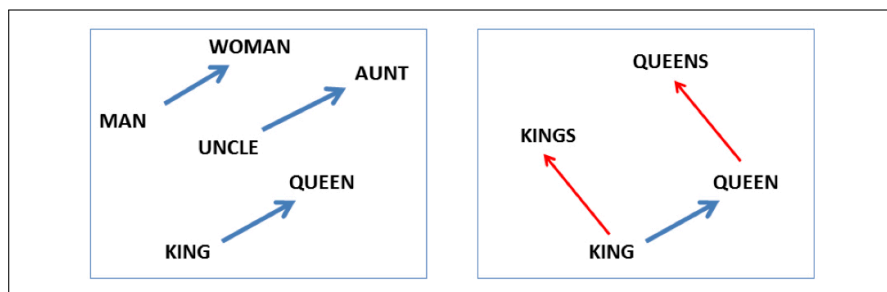 WOMAN
AUNT
MAN
UNCLE
QUEEN
KING
QUEENS
KINGS
QUEEN
KING